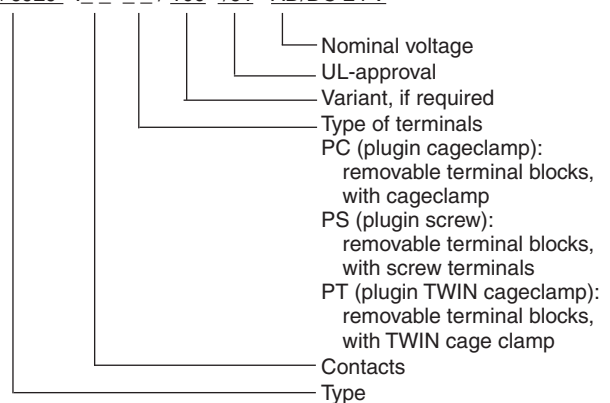 Nominal voltage
UL-approval
Variant, if required
Type of terminals
PC (plugin cageclamp):
removable terminal blocks,
with cageclamp
PS (plugin screw):
removable terminal blocks,
with screw terminals
PT (plugin TWIN cageclamp):
removable terminal blocks,
with TWIN cage clamp
Contacts
Type